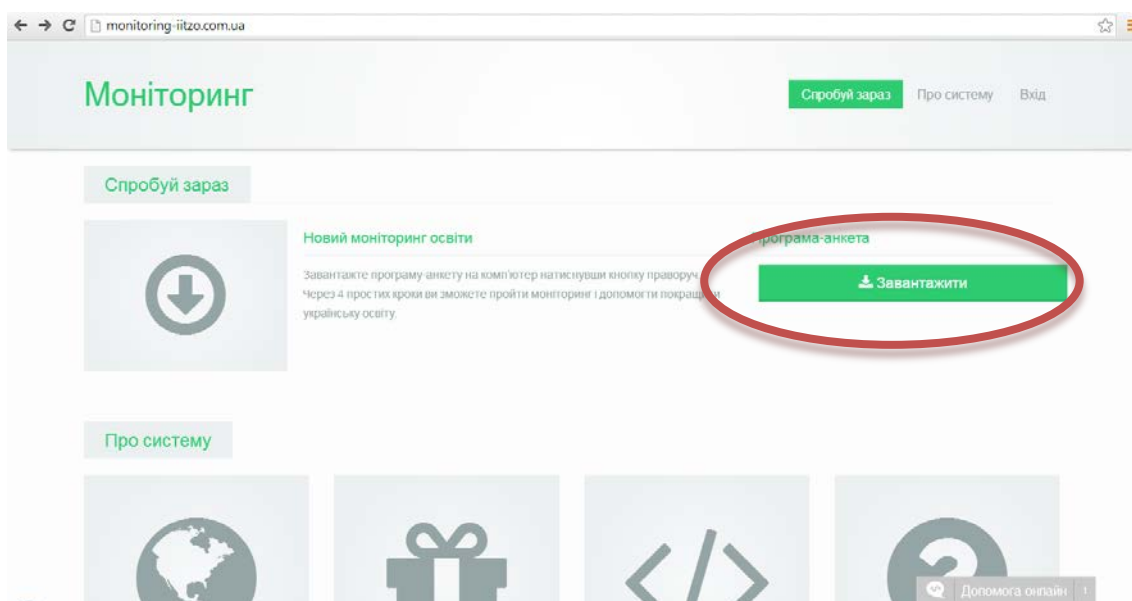 monitoring-iitzo.com.ua
Моніторинг
Спробуй зараз Про систему Вхід
Спробуй зараз
Новий моніторинг освіти
Програма-анкета
Завантажте програму-анкету на комп'ютер натиснувши кнопку праворуч.
Через 4 простих кроки ви зможете пройти моніторинг і допомогти покращити
українську освіту.
Завантажити
Про систему
Допомога онлайн